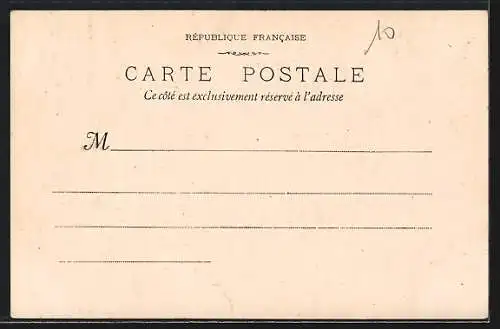 RÉPUBLIQUE FRANÇAISE
10
CARTE POSTALE
Ce côté est exclusivement réservé à l'adresse
M